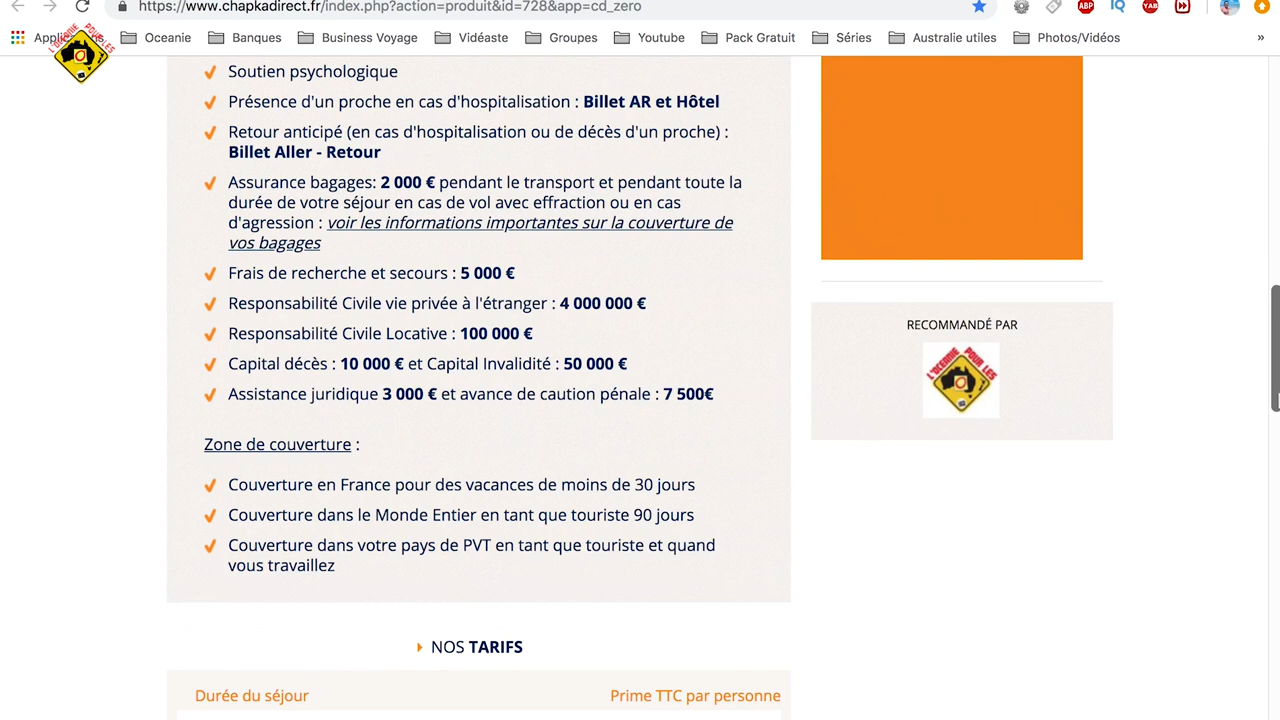 https://www.chapkadirect.fr/index.php?action=produit&id=728&app=cd_zero
ABP
IQ
YAB
Oceanie
Banques
Business Voyage
Vidéaste
Groupes
Youtube
Pack Gratuit
Séries
Australie utiles
Photos/Vidéos
»
L'OCEANIE POUR LES
Soutien psychologique
Présence d'un proche en cas d'hospitalisation : Billet AR et Hôtel
Retour anticipé (en cas d'hospitalisation ou de décès d'un proche) :
Billet Aller - Retour
Assurance bagages: 2 000 € pendant le transport et pendant toute la
durée de votre séjour en cas de vol avec effraction ou en cas
d'agression : voir les informations importantes sur la couverture de
vos bagages
Frais de recherche et secours : 5 000 €
Responsabilité Civile vie privée à l'étranger : 4 000 000 €
Responsabilité Civile Locative : 100 000 €
Capital décès : 10 000 € et Capital Invalidité : 50 000 €
Assistance juridique 3 000 € et avance de caution pénale : 7 500€
Zone de couverture :
Couverture en France pour des vacances de moins de 30 jours
Couverture dans le Monde Entier en tant que touriste 90 jours
Couverture dans votre pays de PVT en tant que touriste et quand
vous travaillez
NOS TARIFS
Durée du séjour
Prime TTC par personne
RECOMMANDÉ PAR
L'OCEANIE POUR LES